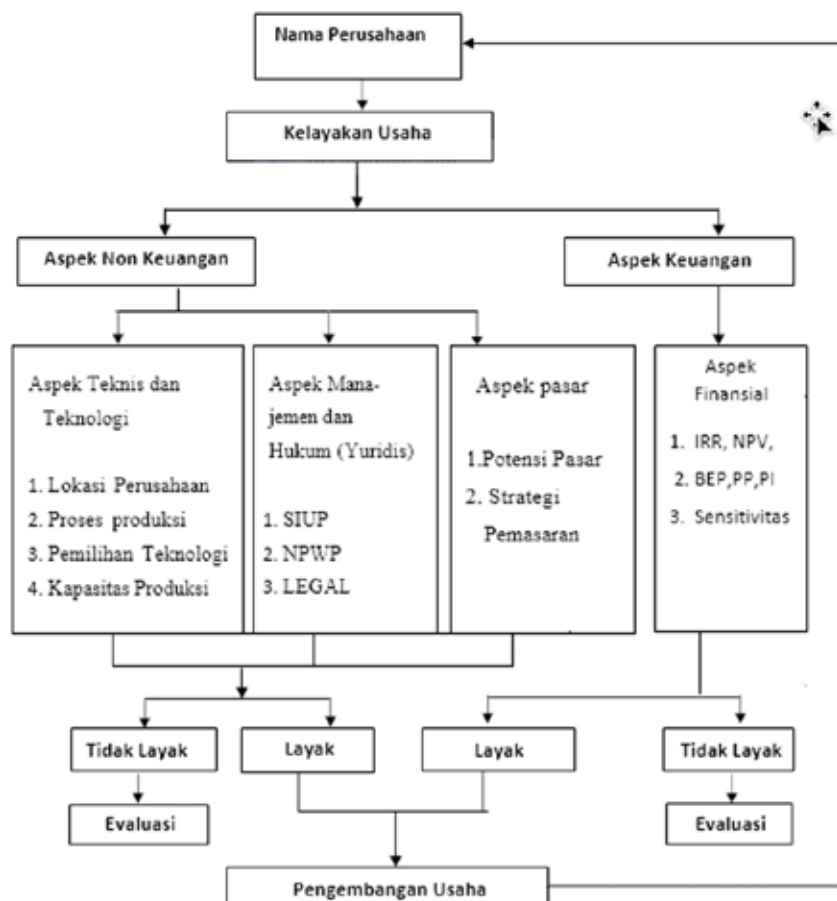 Nama Perusahaan
Kelayakan Usaha
Aspek Non Keuangan
Aspek Keuangan
Aspek Teknis dan
Teknologi
1. Lokasi Perusahaan
2. Proses produksi
3. Pemilihan Teknologi
4. Kapasitas Produksi
Aspek Mana-
jemen dan
Hukum (Yuridis)
1. SIUP
2. NPWP
3. LEGAL
Aspek pasar
1.Potensi Pasar
2. Strategi
Pemasaran
Aspek
Finansial
1. IRR, NPV,
2. BEP,PP,PI
3. Sensitivitas
Tidak Layak
Layak
Layak
Tidak Layak
Evaluasi
Evaluasi
Pengembangan Usaha